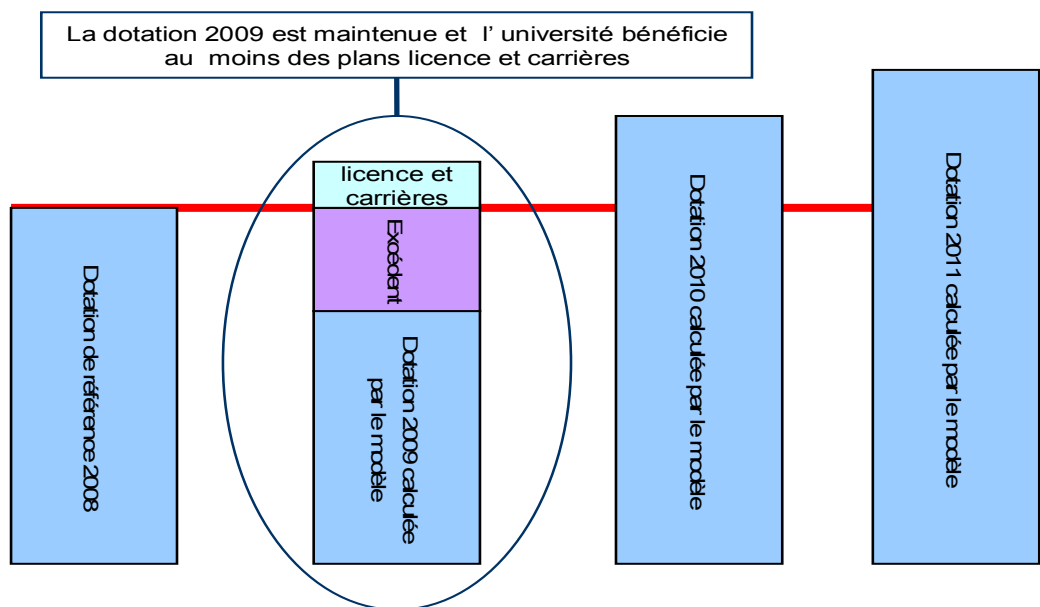 La dotation 2009 est maintenue et l’ université bénéficie
au moins des plans licence et carrières
licence et
carrières
Excédent
Dotation de référence 2008
Dotation 2009 calculée
par le modèle
Dotation 2010 calculée par le modèle
Dotation 2011 calculée par le modèle